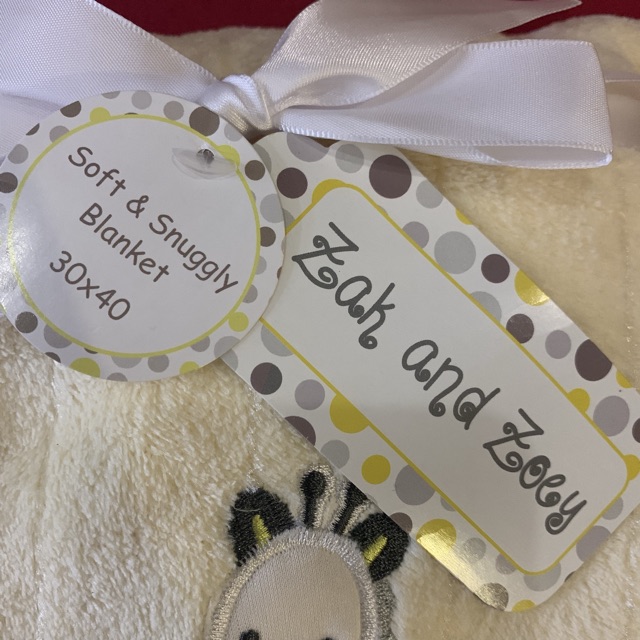 Soft & Snuggly
Blanket
30x40
Zak and Zoey